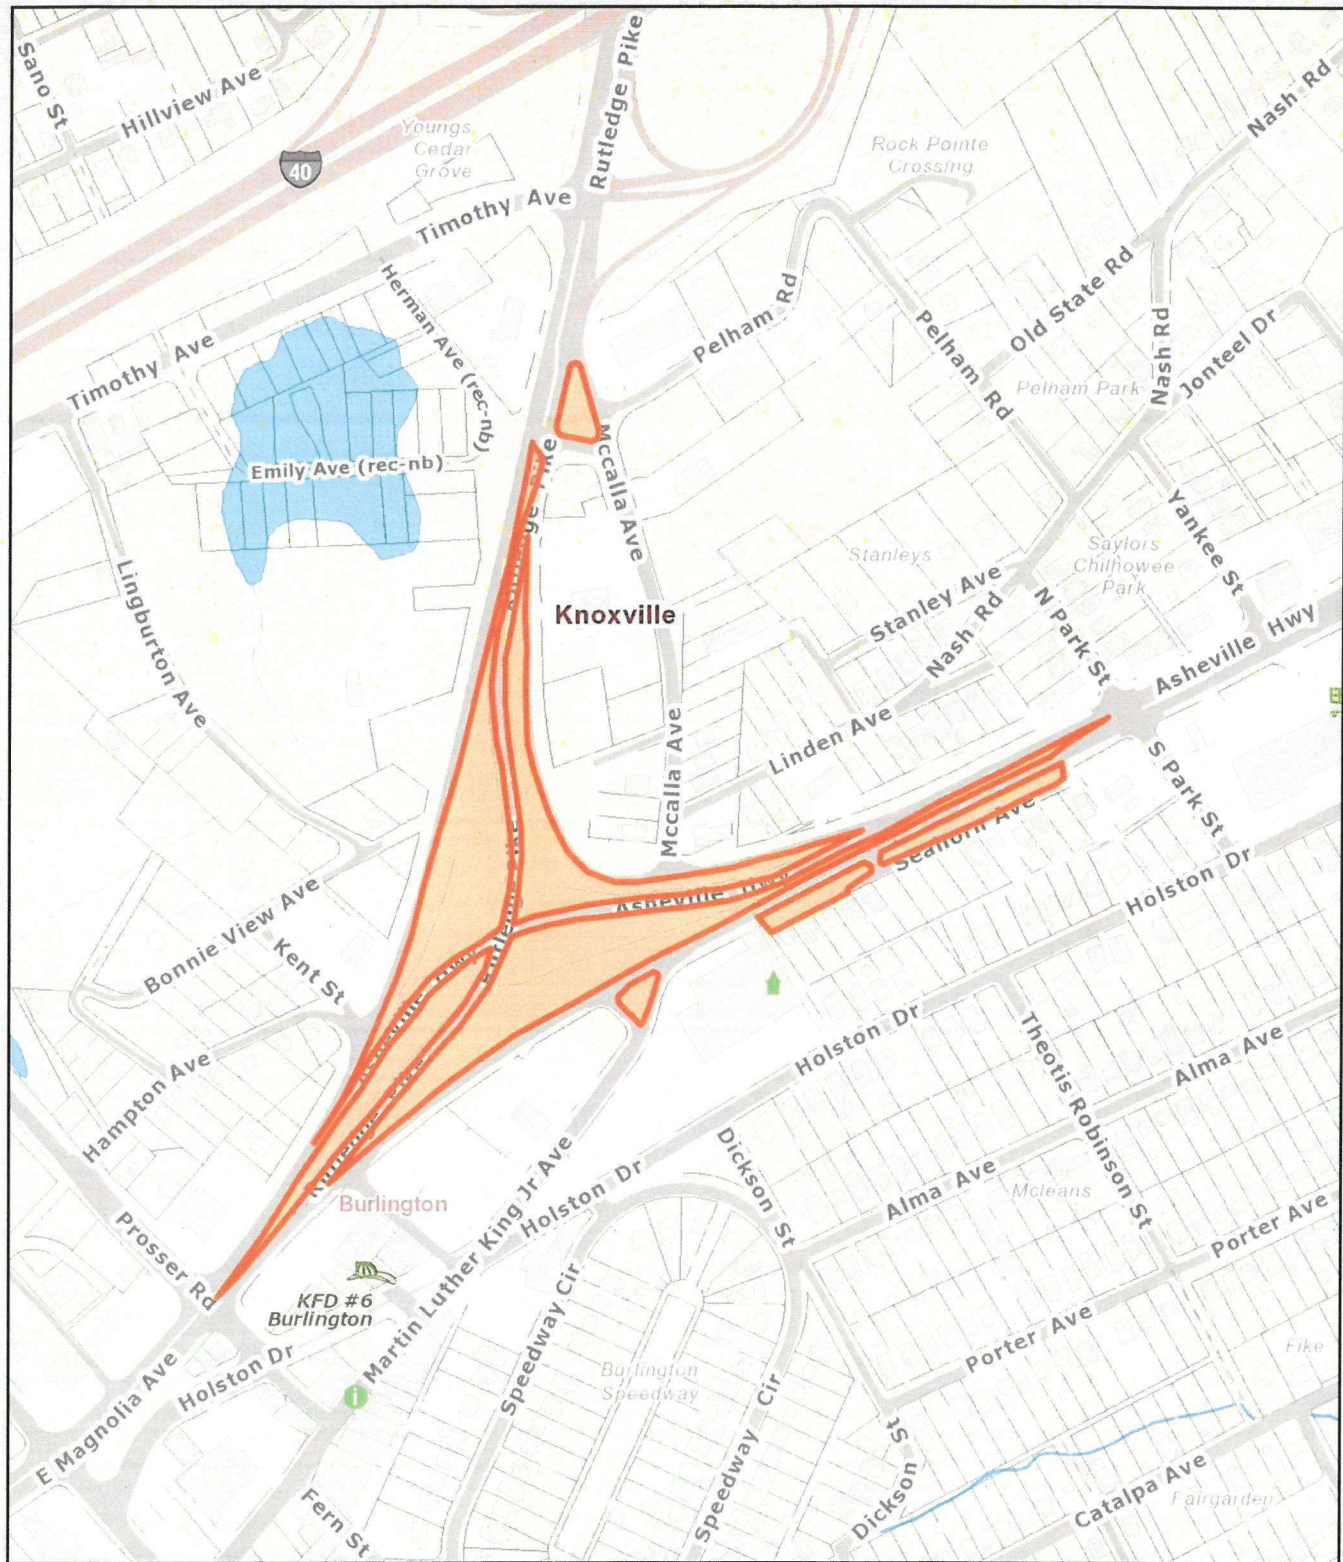 Sano St
Hillview Ave
40
Youngs
Cedar
Grove
Rutledge Pike
Timothy Ave
Rock Pointe
Crossing
Nash Rd
Herman Ave (rec-nb)
Pelham Rd
Old State Rd
Timothy Ave
Pelham Rd
Nash Rd
Jonteel Dr
Pelham Park
Emily Ave (rec-nb)
Mccalla Ave
Yankee St
Stanleys
Saylors
Chilhowee
Park
Lingburton Ave
Knoxville
Stanley Ave
Nash Rd
N Park St
Asheville Hwy
Linden Ave
Mccalla Ave
S Park St
Holston Dr
Asheville Hwy
Bonnie View Ave
Kent St
Holston Dr
Theotis Robinson St
Alma Ave
Hampton Ave
Dickson St
Alma Ave
Mcleans
Burlington
Holston Dr
Porter Ave
Prosser Rd
KFD #6
Burlington
Martin Luther King Jr Ave
Speedway Cir
Porter Ave
Fike
Holston Dr
i
Burlington
Speedway
E Magnolia Ave
Speedway Cir
Dickson St
Catalpa Ave
Fairgarden
Fern St